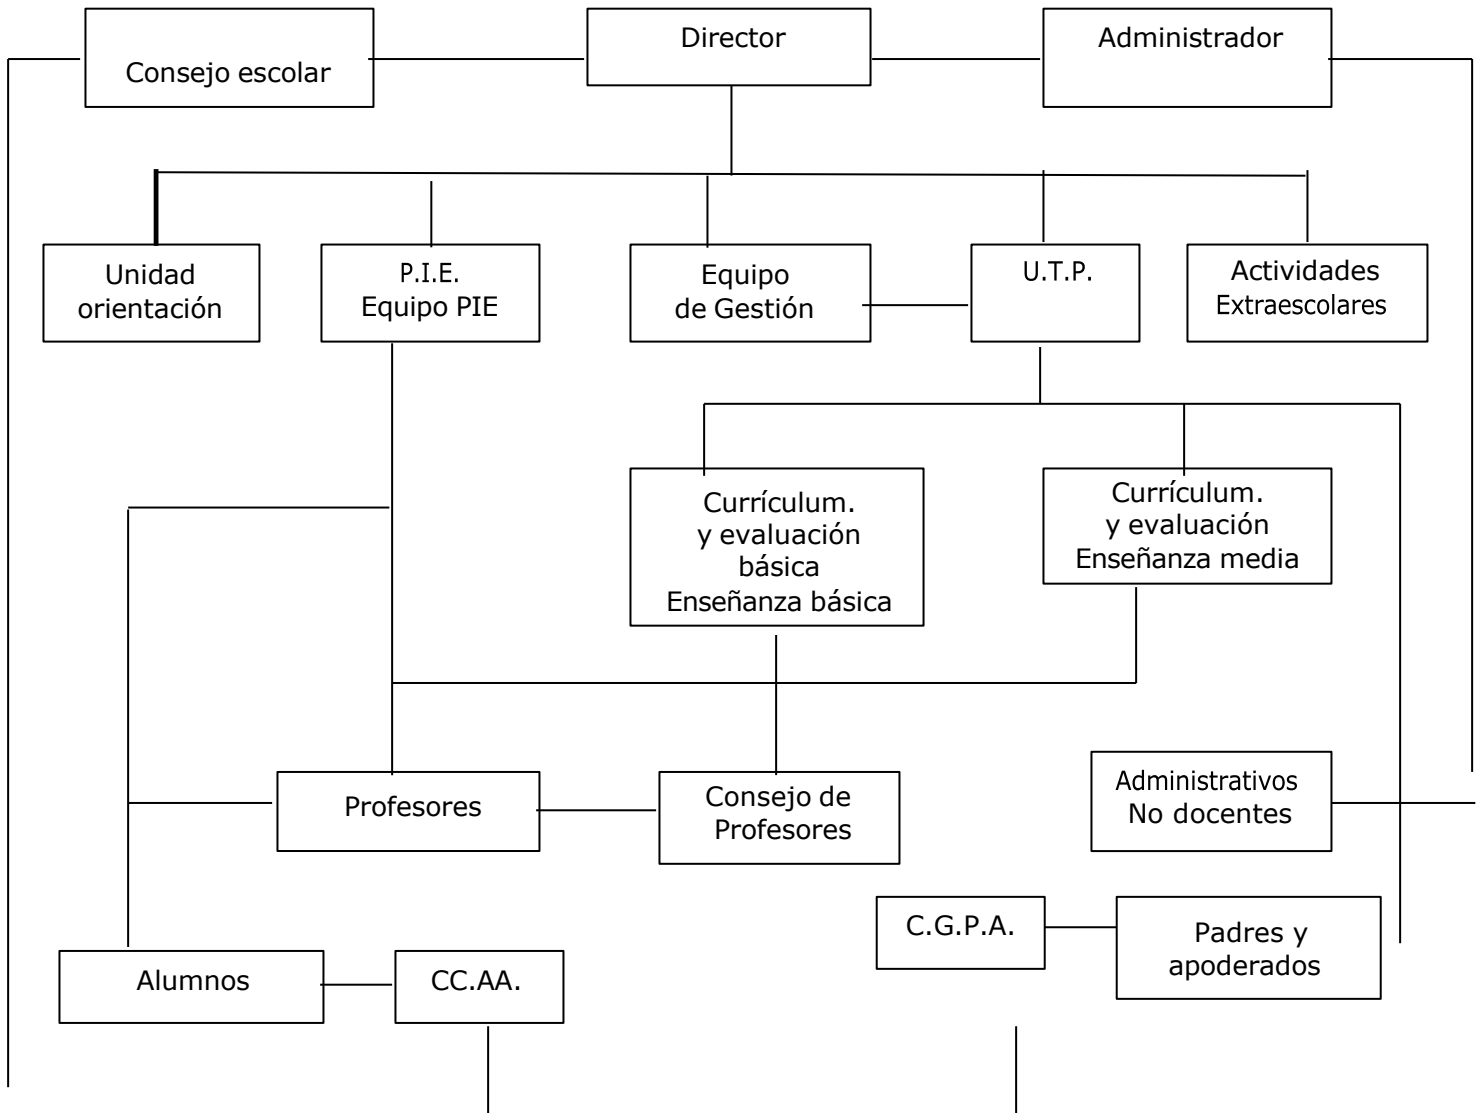 Consejo escolar
Director
Administrador
Unidad
orientación
P.I.E.
Equipo PIE
Equipo
de Gestión
U.T.P.
Actividades
Extraescolares
Currículum.
y evaluación
básica
Enseñanza básica
Currículum.
y evaluación
Enseñanza media
Profesores
Consejo de
Profesores
Administrativos
No docentes
C.G.P.A.
Padres y
apoderados
Alumnos
CC.AA.